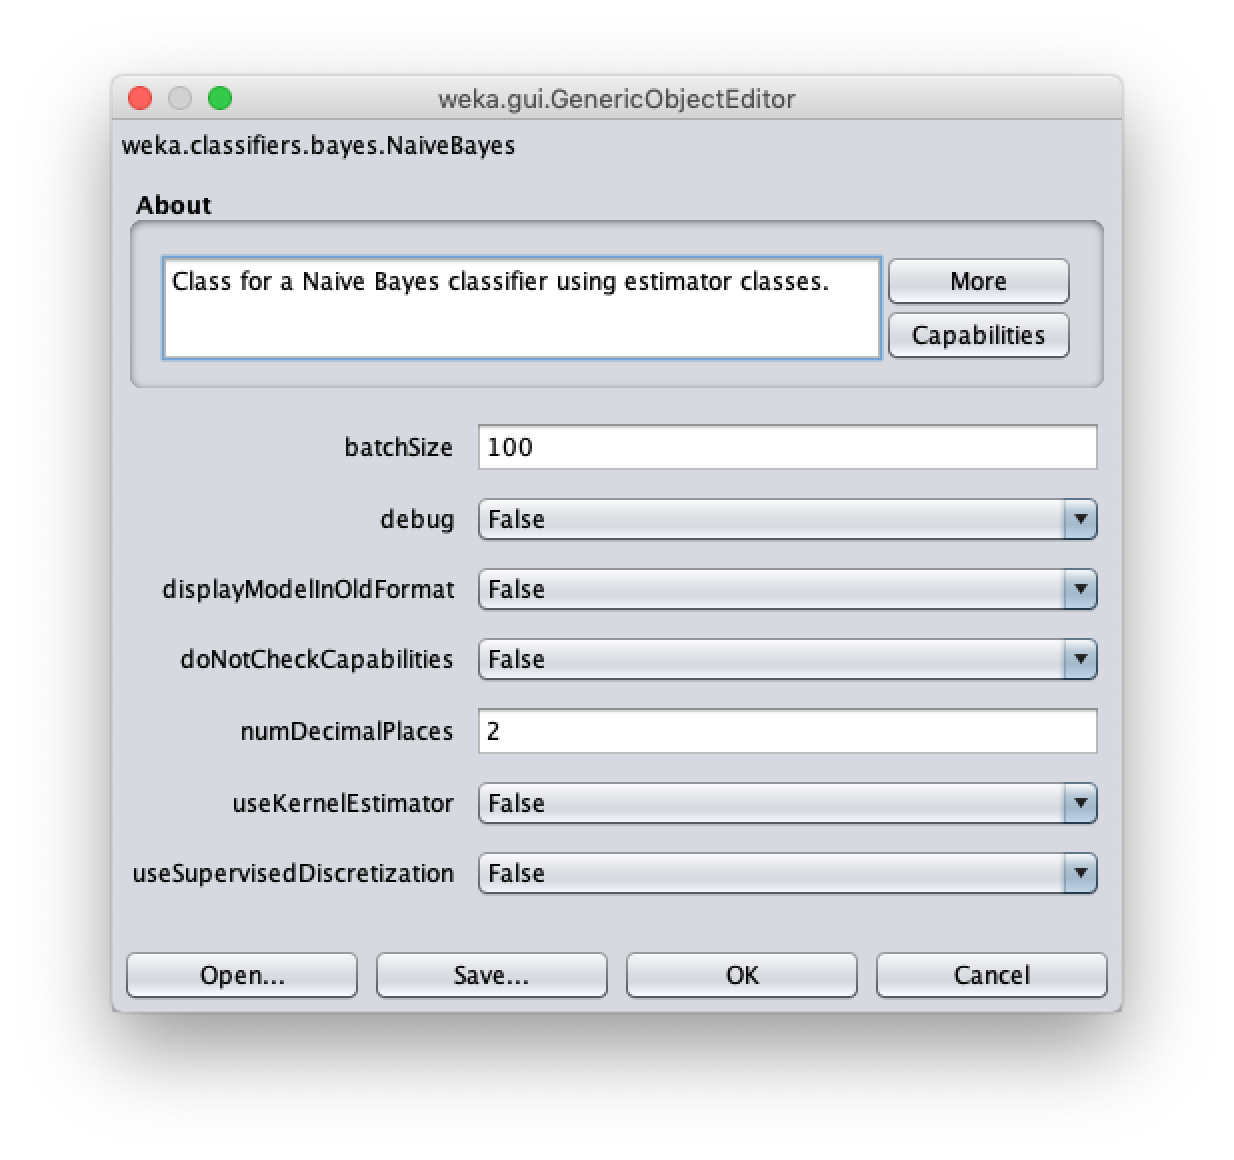 weka.gui.GenericObjectEditor
weka.classifiers.bayes.NaiveBayes
About
Class for a Naive Bayes classifier using estimator classes.
More
Capabilities
batchSize 100
debug False
displayModelInOldFormat False
doNotCheckCapabilities False
numDecimalPlaces 2
useKernelEstimator False
useSupervisedDiscretization False
Open... Save... OK Cancel